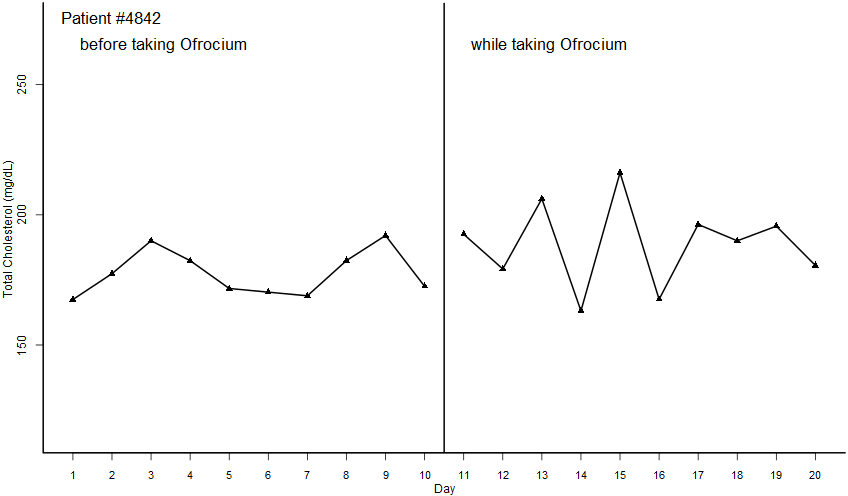 Patient #4842
before taking Ofrocium
while taking Ofrocium
Total Cholesterol (mg/dL)
250
200
150
1 2 3 4 5 6 7 8 9 10 11 12 13 14 15 16 17 18 19 20
Day